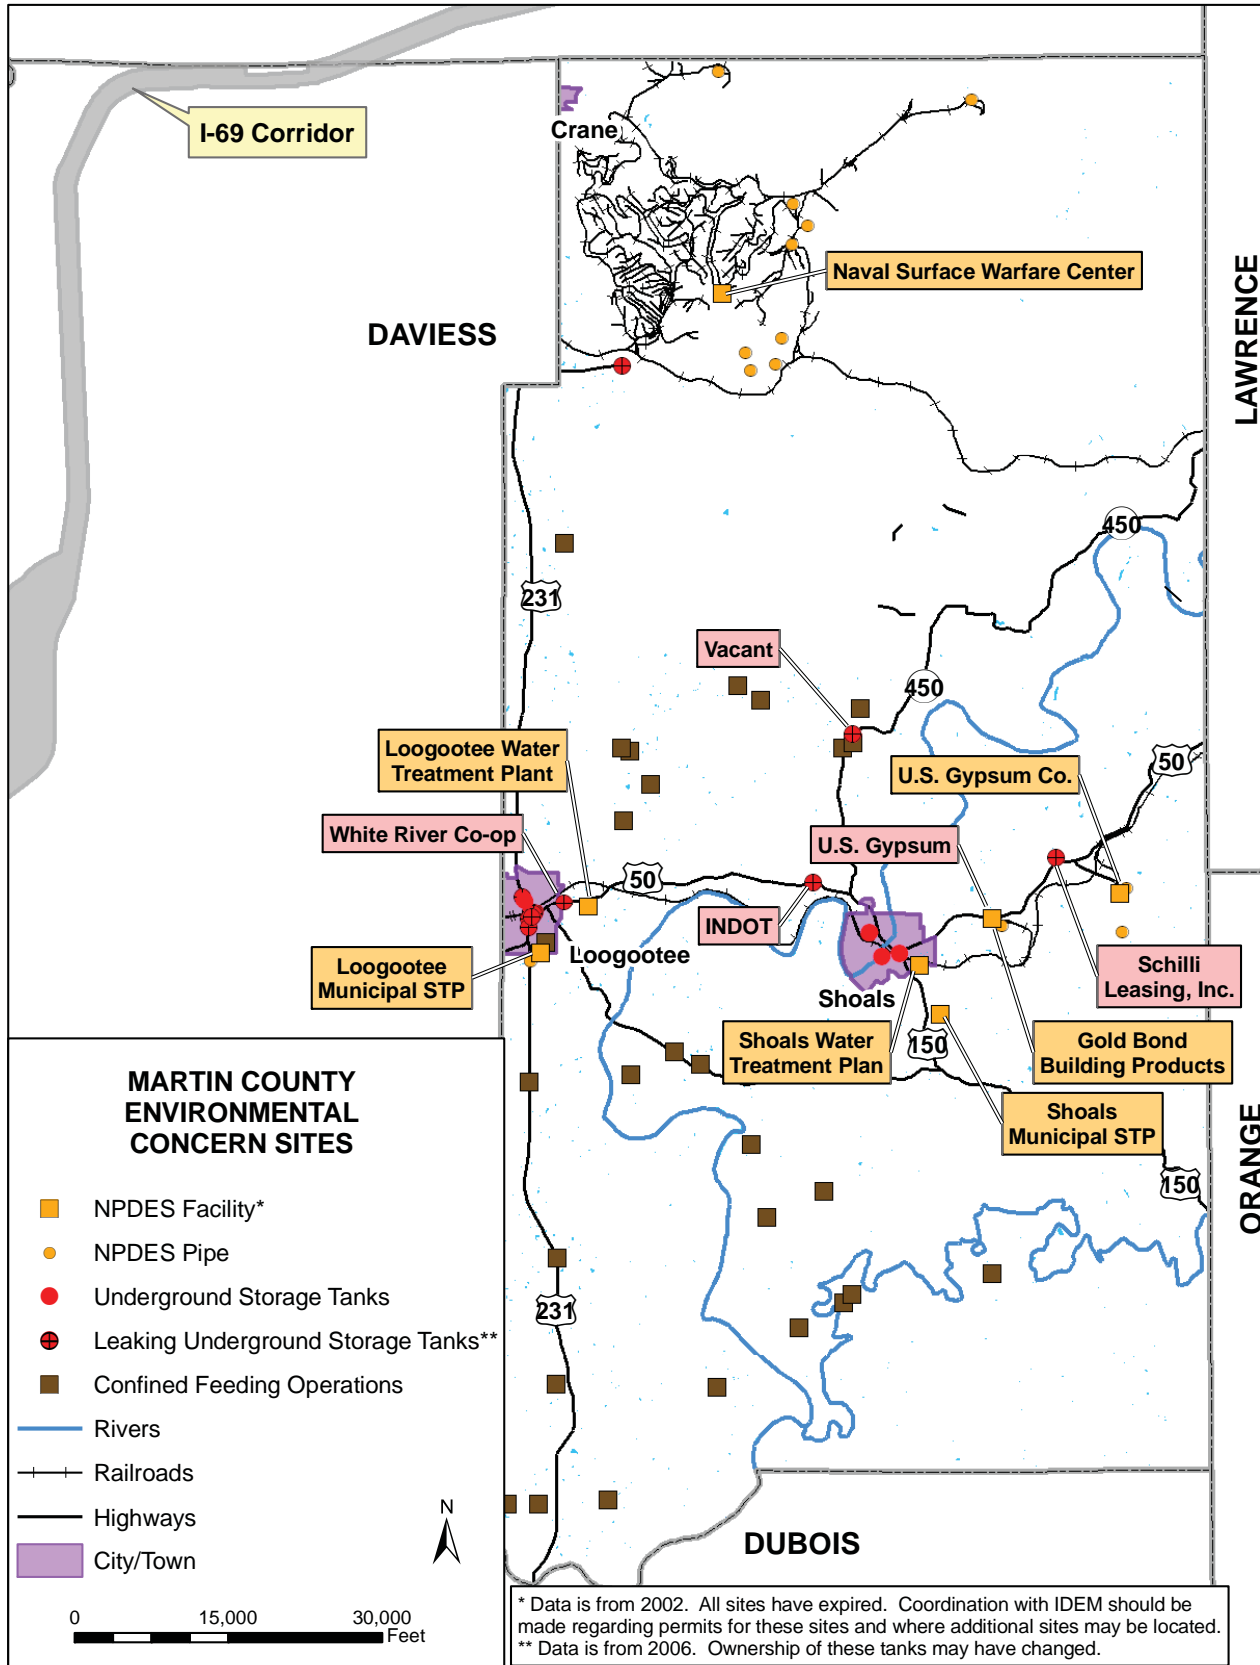 I-69 Corridor
Crane
Naval Surface Warfare Center
DAVIESS
LAWRENCE
450
231
Vacant
450
Loogootee Water
Treatment Plant
50
U.S. Gypsum Co.
White River Co-op
U.S. Gypsum
50
INDOT
Loogootee
Loogootee
Municipal STP
Schilli
Leasing, Inc.
Shoals
Shoals Water
Treatment Plan
150
Gold Bond
Building Products
Shoals
Municipal STP
ORANGE
150
231
DUBOIS
MARTIN COUNTY
ENVIRONMENTAL
CONCERN SITES
NPDES Facility*
NPDES Pipe
Underground Storage Tanks
Leaking Underground Storage Tanks**
Confined Feeding Operations
Rivers
Railroads
Highways
City/Town
N
0 15,000 30,000
Feet
* Data is from 2002. All sites have expired. Coordination with IDEM should be
made regarding permits for these sites and where additional sites may be located.
** Data is from 2006. Ownership of these tanks may have changed.